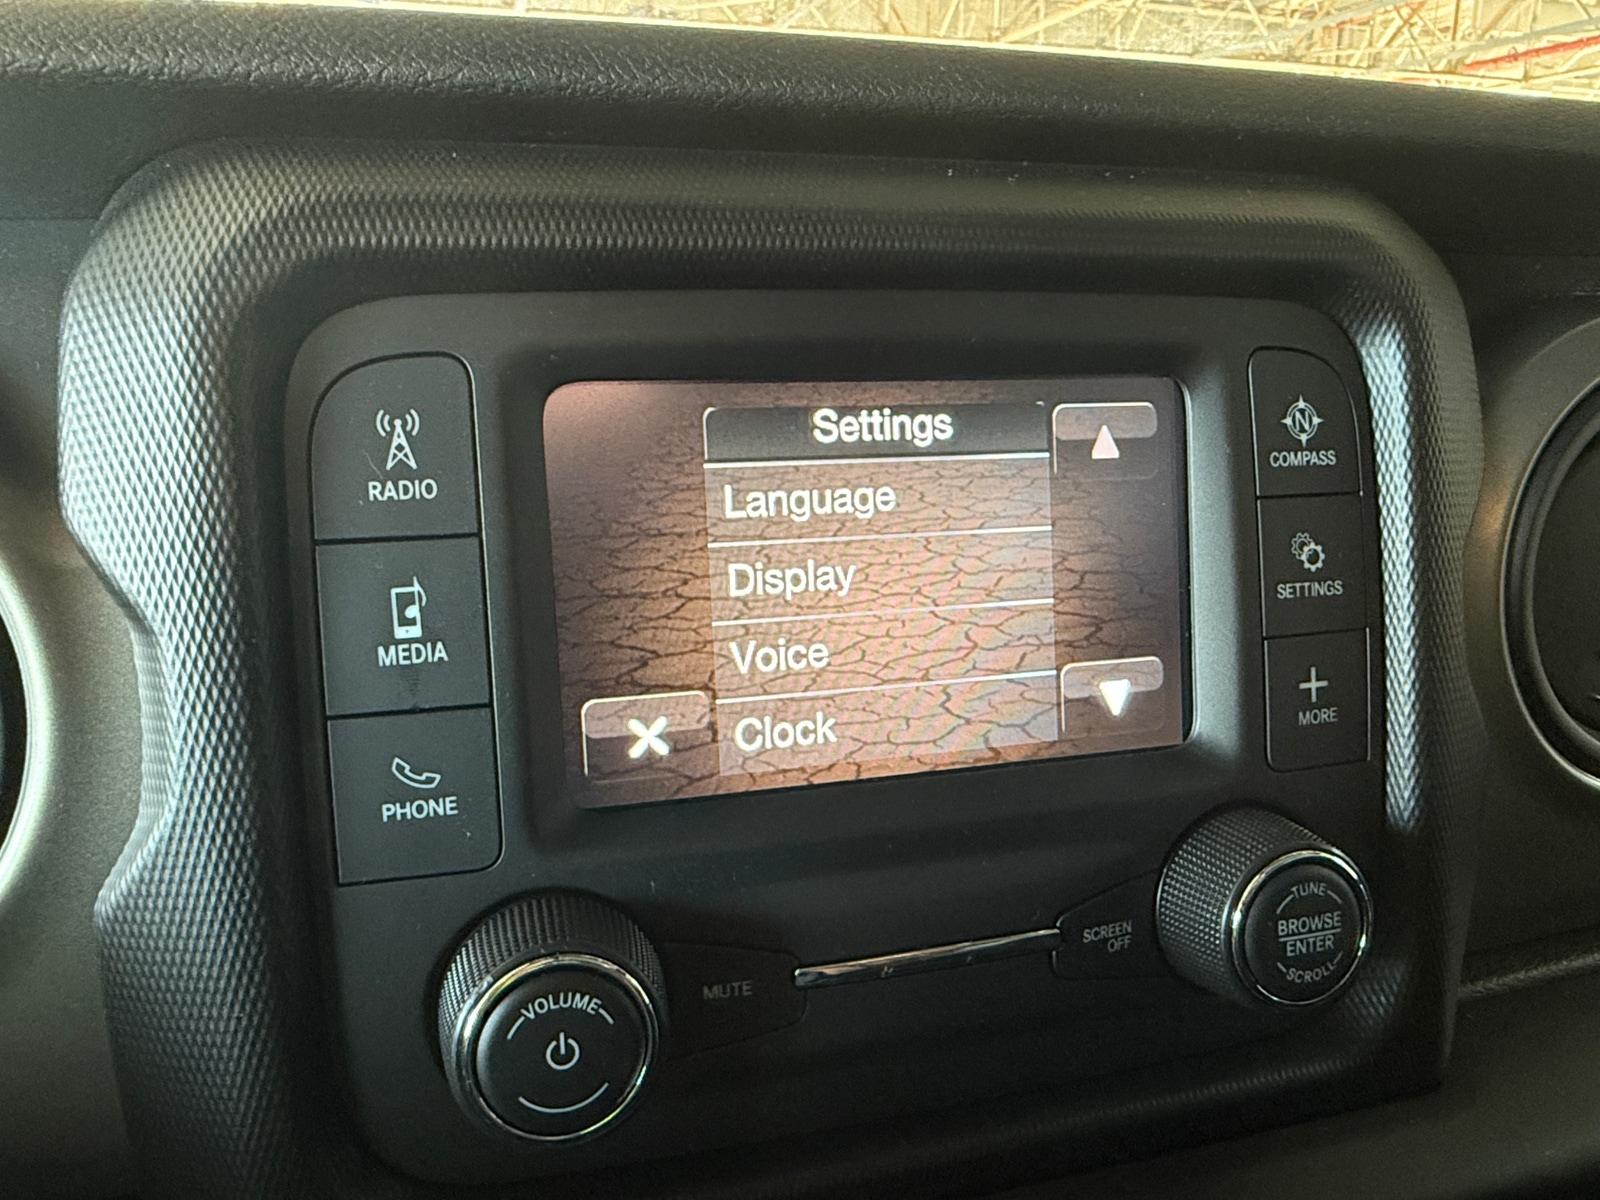 RADIO
MEDIA
PHONE
Settings
Language
Display
Voice
Clock
N
COMPASS
SETTINGS
MORE
VOLUME
MUTE
SCREEN
OFF
TUNE
BROWSE
ENTER
SCROLL